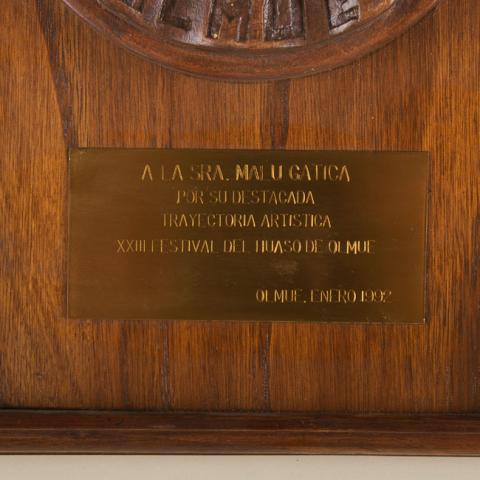 A LA SRA. MALU GATICA
POR SU DESTACADA
TRAYECTORIA ARTISTICA
XXIII FESTIVAL DEL HUASO DE OLMUE
OLMUE, ENERO 1992